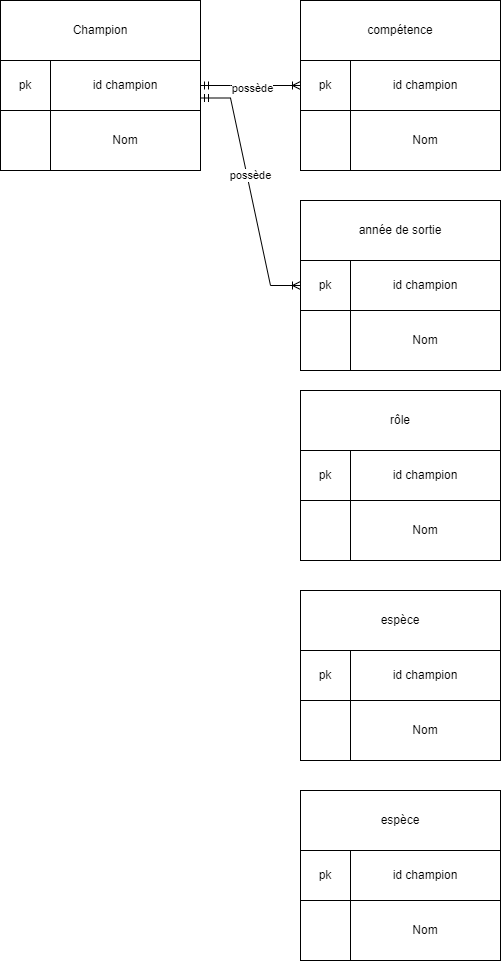 Champion
pk id champion
Nom
possède
possède
compétence
pk id champion
Nom
année de sortie
pk id champion
Nom
rôle
pk id champion
Nom
espèce
pk id champion
Nom
espèce
pk id champion
Nom